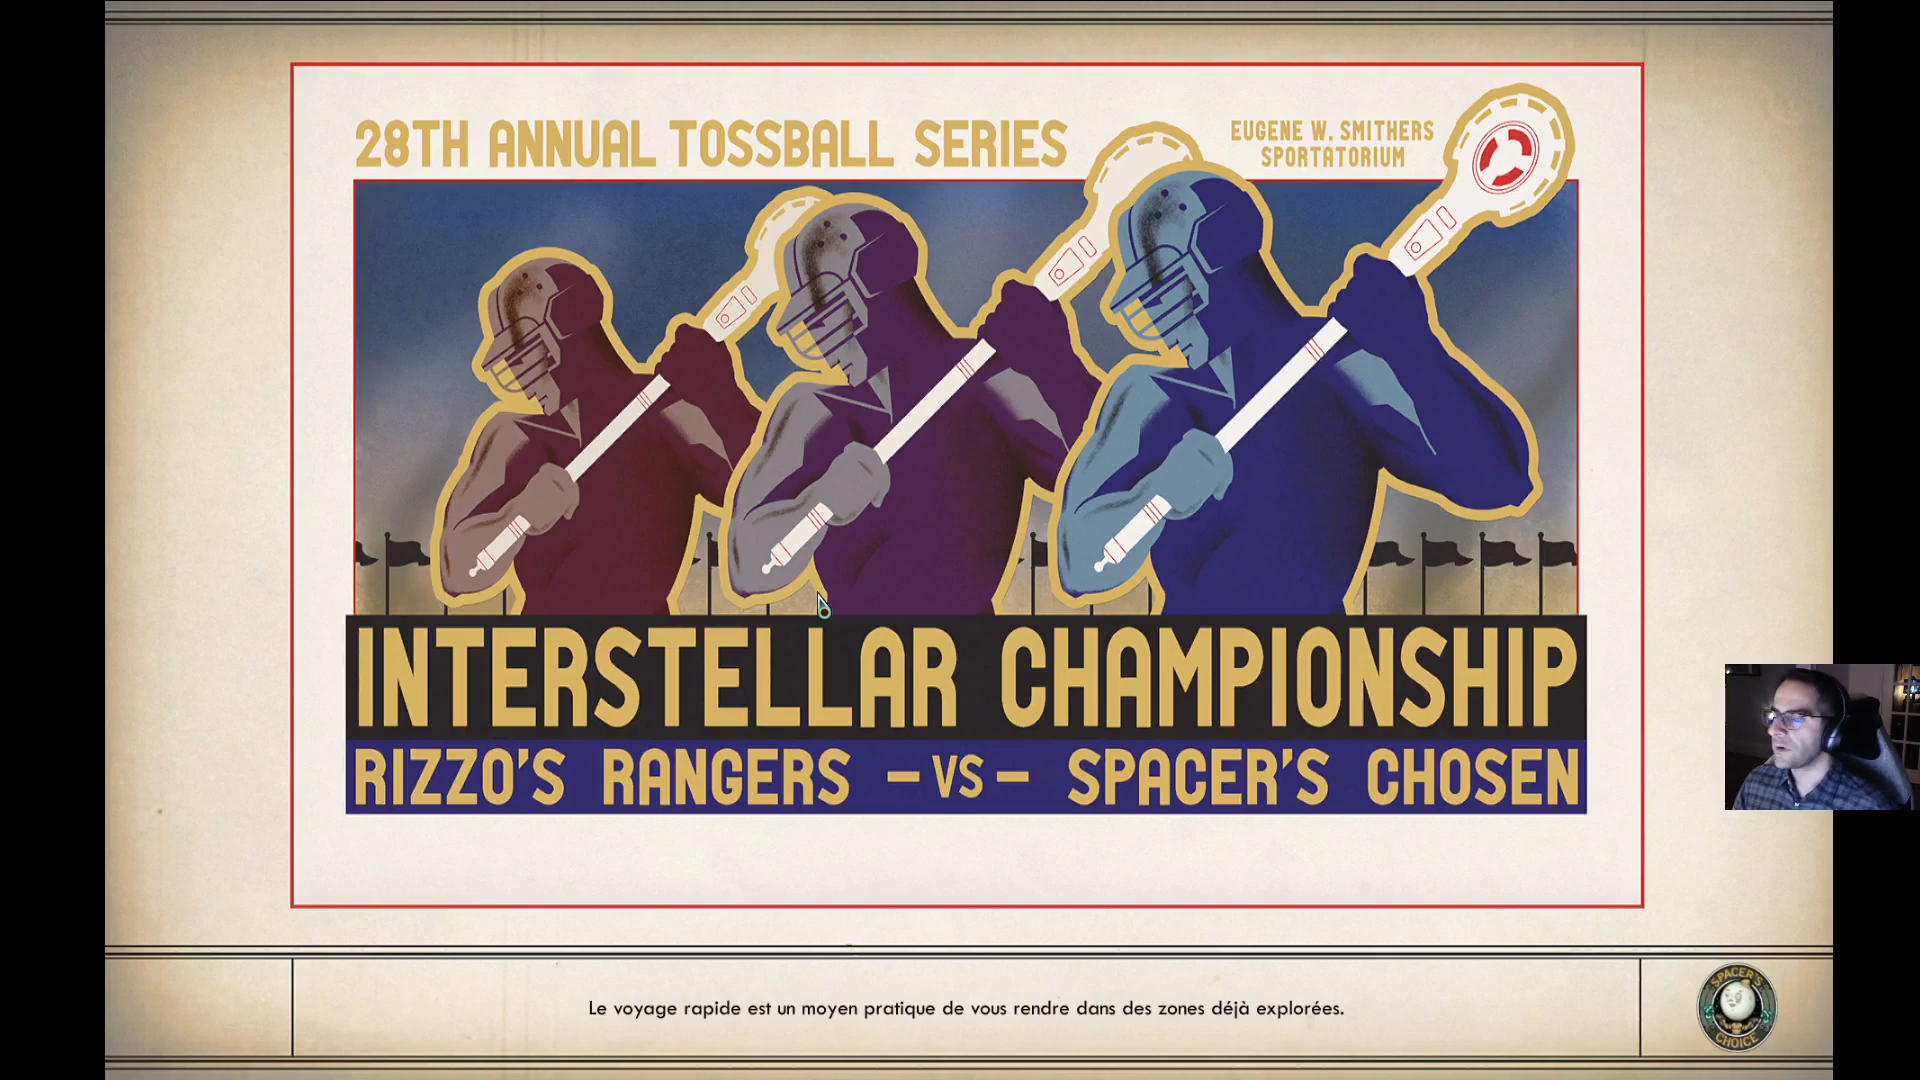 28TH ANNUAL TOSSBALL SERIES
EUGENE W. SMITHERS
SPORTATORIUM
INTERSTELLAR CHAMPIONSHIP
RIZZO'S RANGERS – VS – SPACER'S CHOSEN
Le voyage rapide est un moyen pratique de vous rendre dans des zones déjà explorées.
SPACER'S
CHOICE